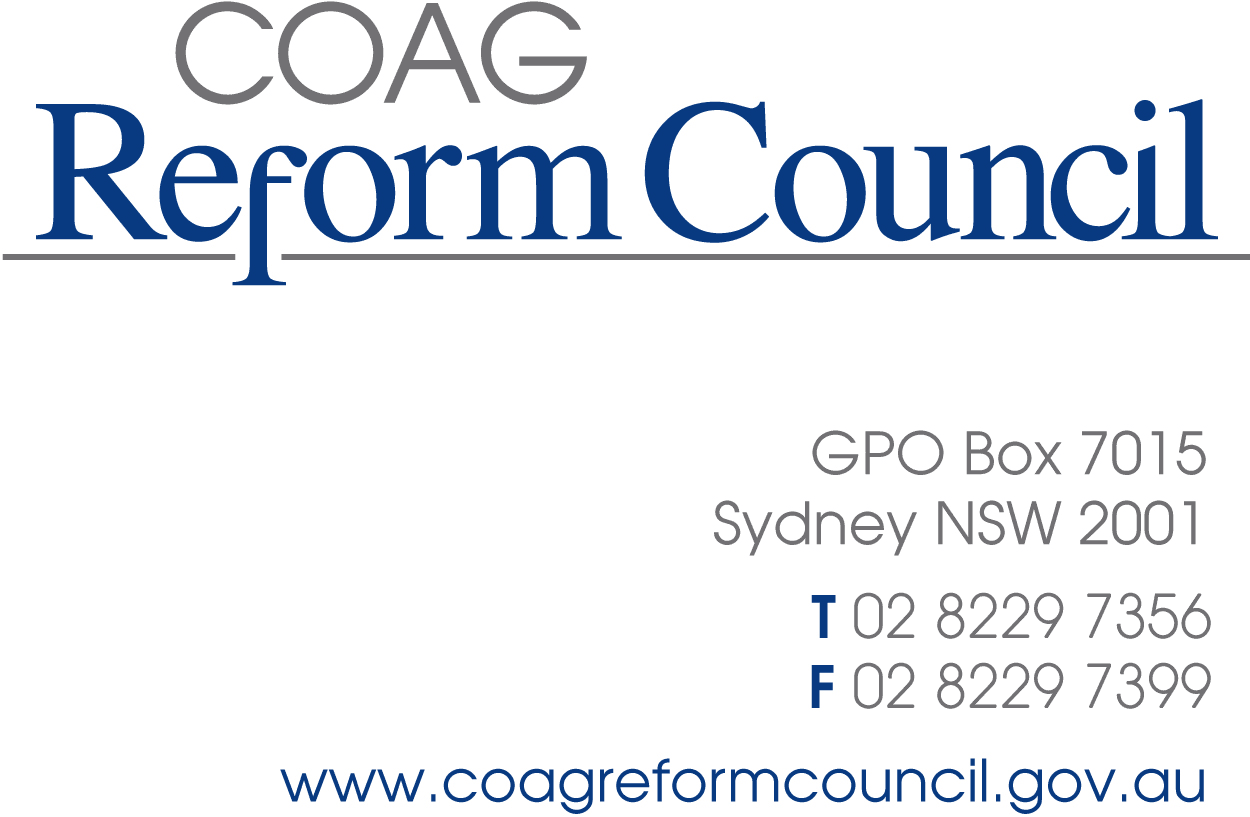 COAG
Reform Council
GPO Box 7015
Sydney NSW 2001
T 02 8229 7356
F 02 8229 7399
www.coagreformcouncil.gov.au